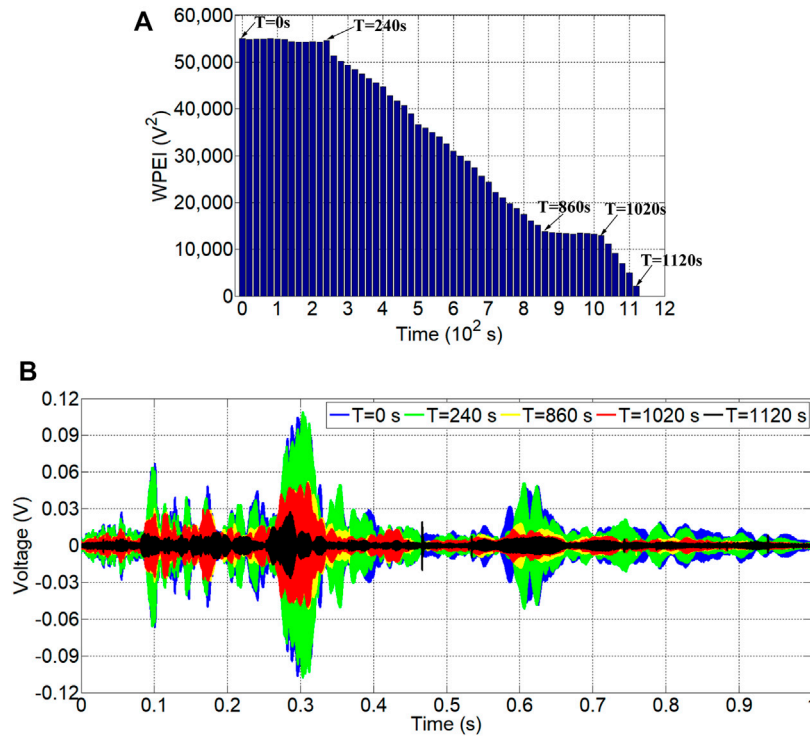 A
T=0s
T=240s
60,000
50,000
40,000
30,000
20,000
10,000
0
WPEI (V²)
T=860s
T=1020s
T=1120s
0 1 2 3 4 5 6 7 8 9 10 11 12
Time (10² s)
B
T=0 s T=240 s T=860 s T=1020 s T=1120 s
0.12
0.09
0.06
0.03
0
-0.03
-0.06
-0.09
-0.12
Voltage (V)
0 0.1 0.2 0.3 0.4 0.5 0.6 0.7 0.8 0.9
Time (s)